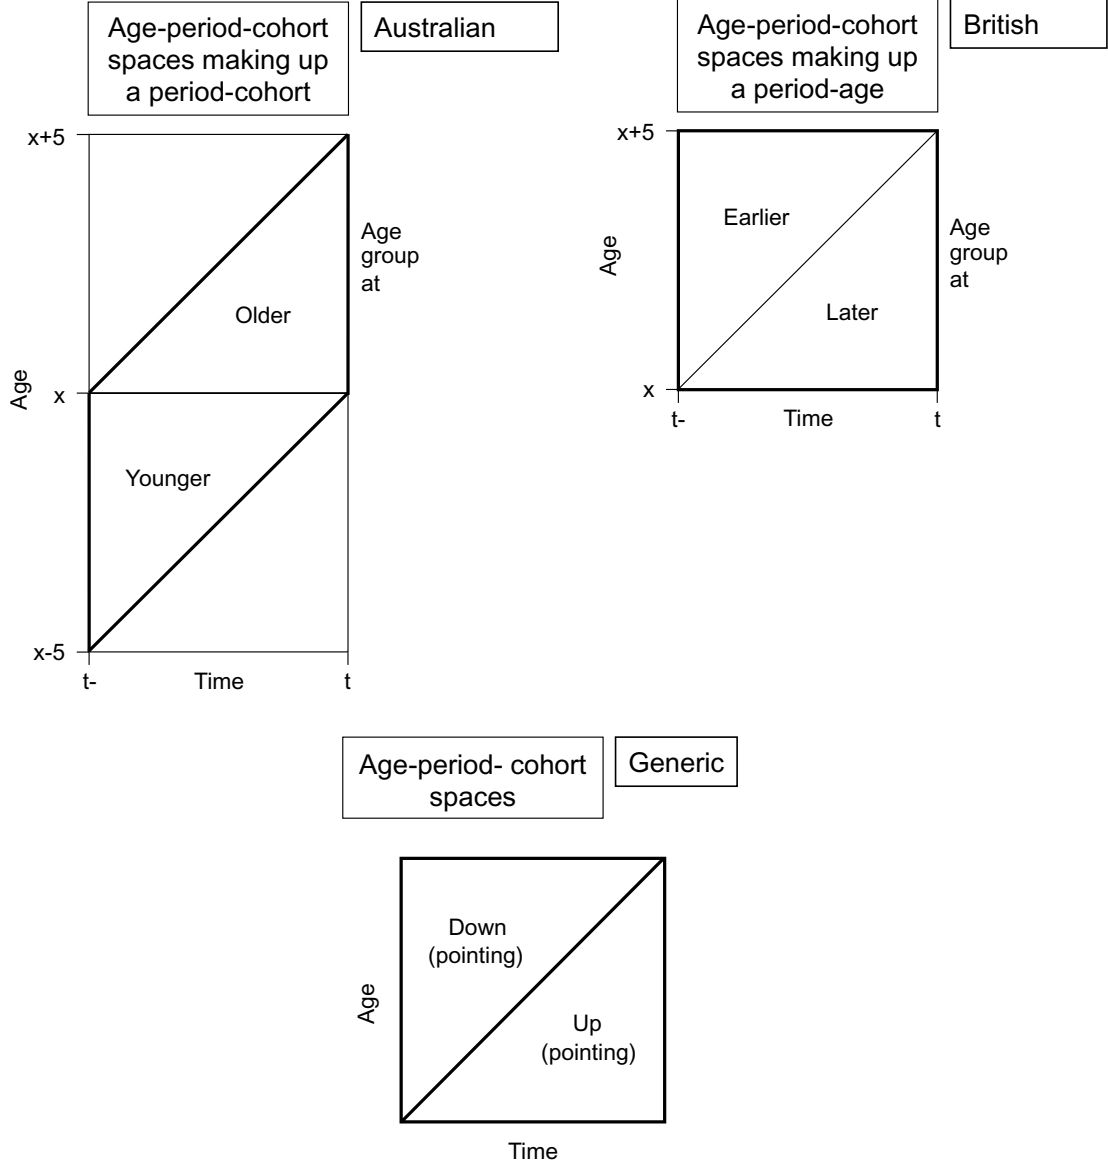 Age-period-cohort
spaces making up
a period-cohort
Australian
x+5
Age
group
at
Older
Age
x
Younger
x-5
t-
Time
t
Age-period-cohort
spaces making up
a period-age
British
x+5
Earlier
Age
group
at
Age
Later
x
t-
Time
t
Age-period- cohort
spaces
Generic
Down
(pointing)
Age
Up
(pointing)
Time